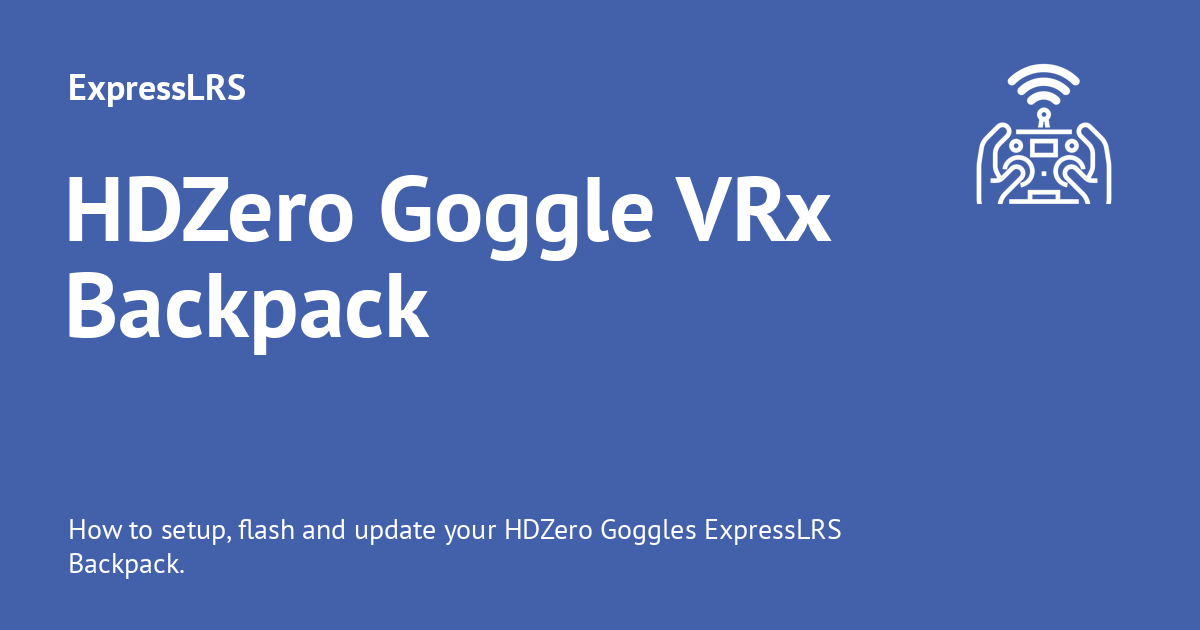 ExpressLRS
HDZero Goggle VRx
Backpack
How to setup, flash and update your HDZero Goggles ExpressLRS
Backpack.